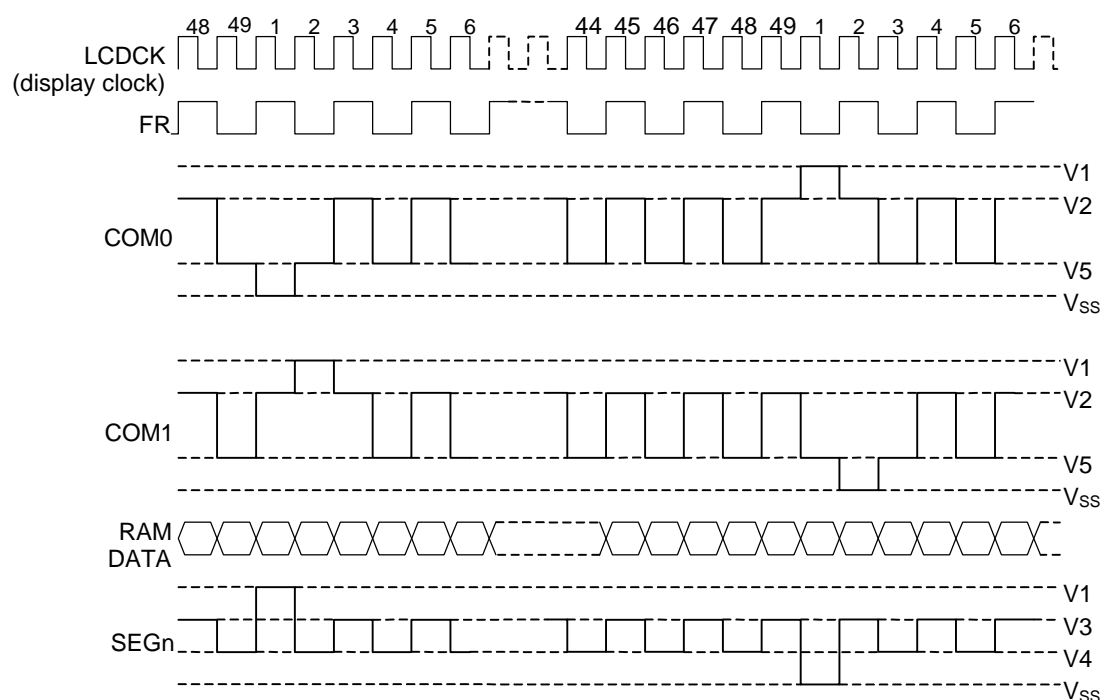 48 49 1 2 3 4 5 6 44 45 46 47 48 49 1 2 3 4 5 6
LCDCK
(display clock)
FR
V1
V2
COM0
V5
VSS
V1
V2
COM1
V5
VSS
RAM
DATA
V1
V3
SEGn
V4
VSS